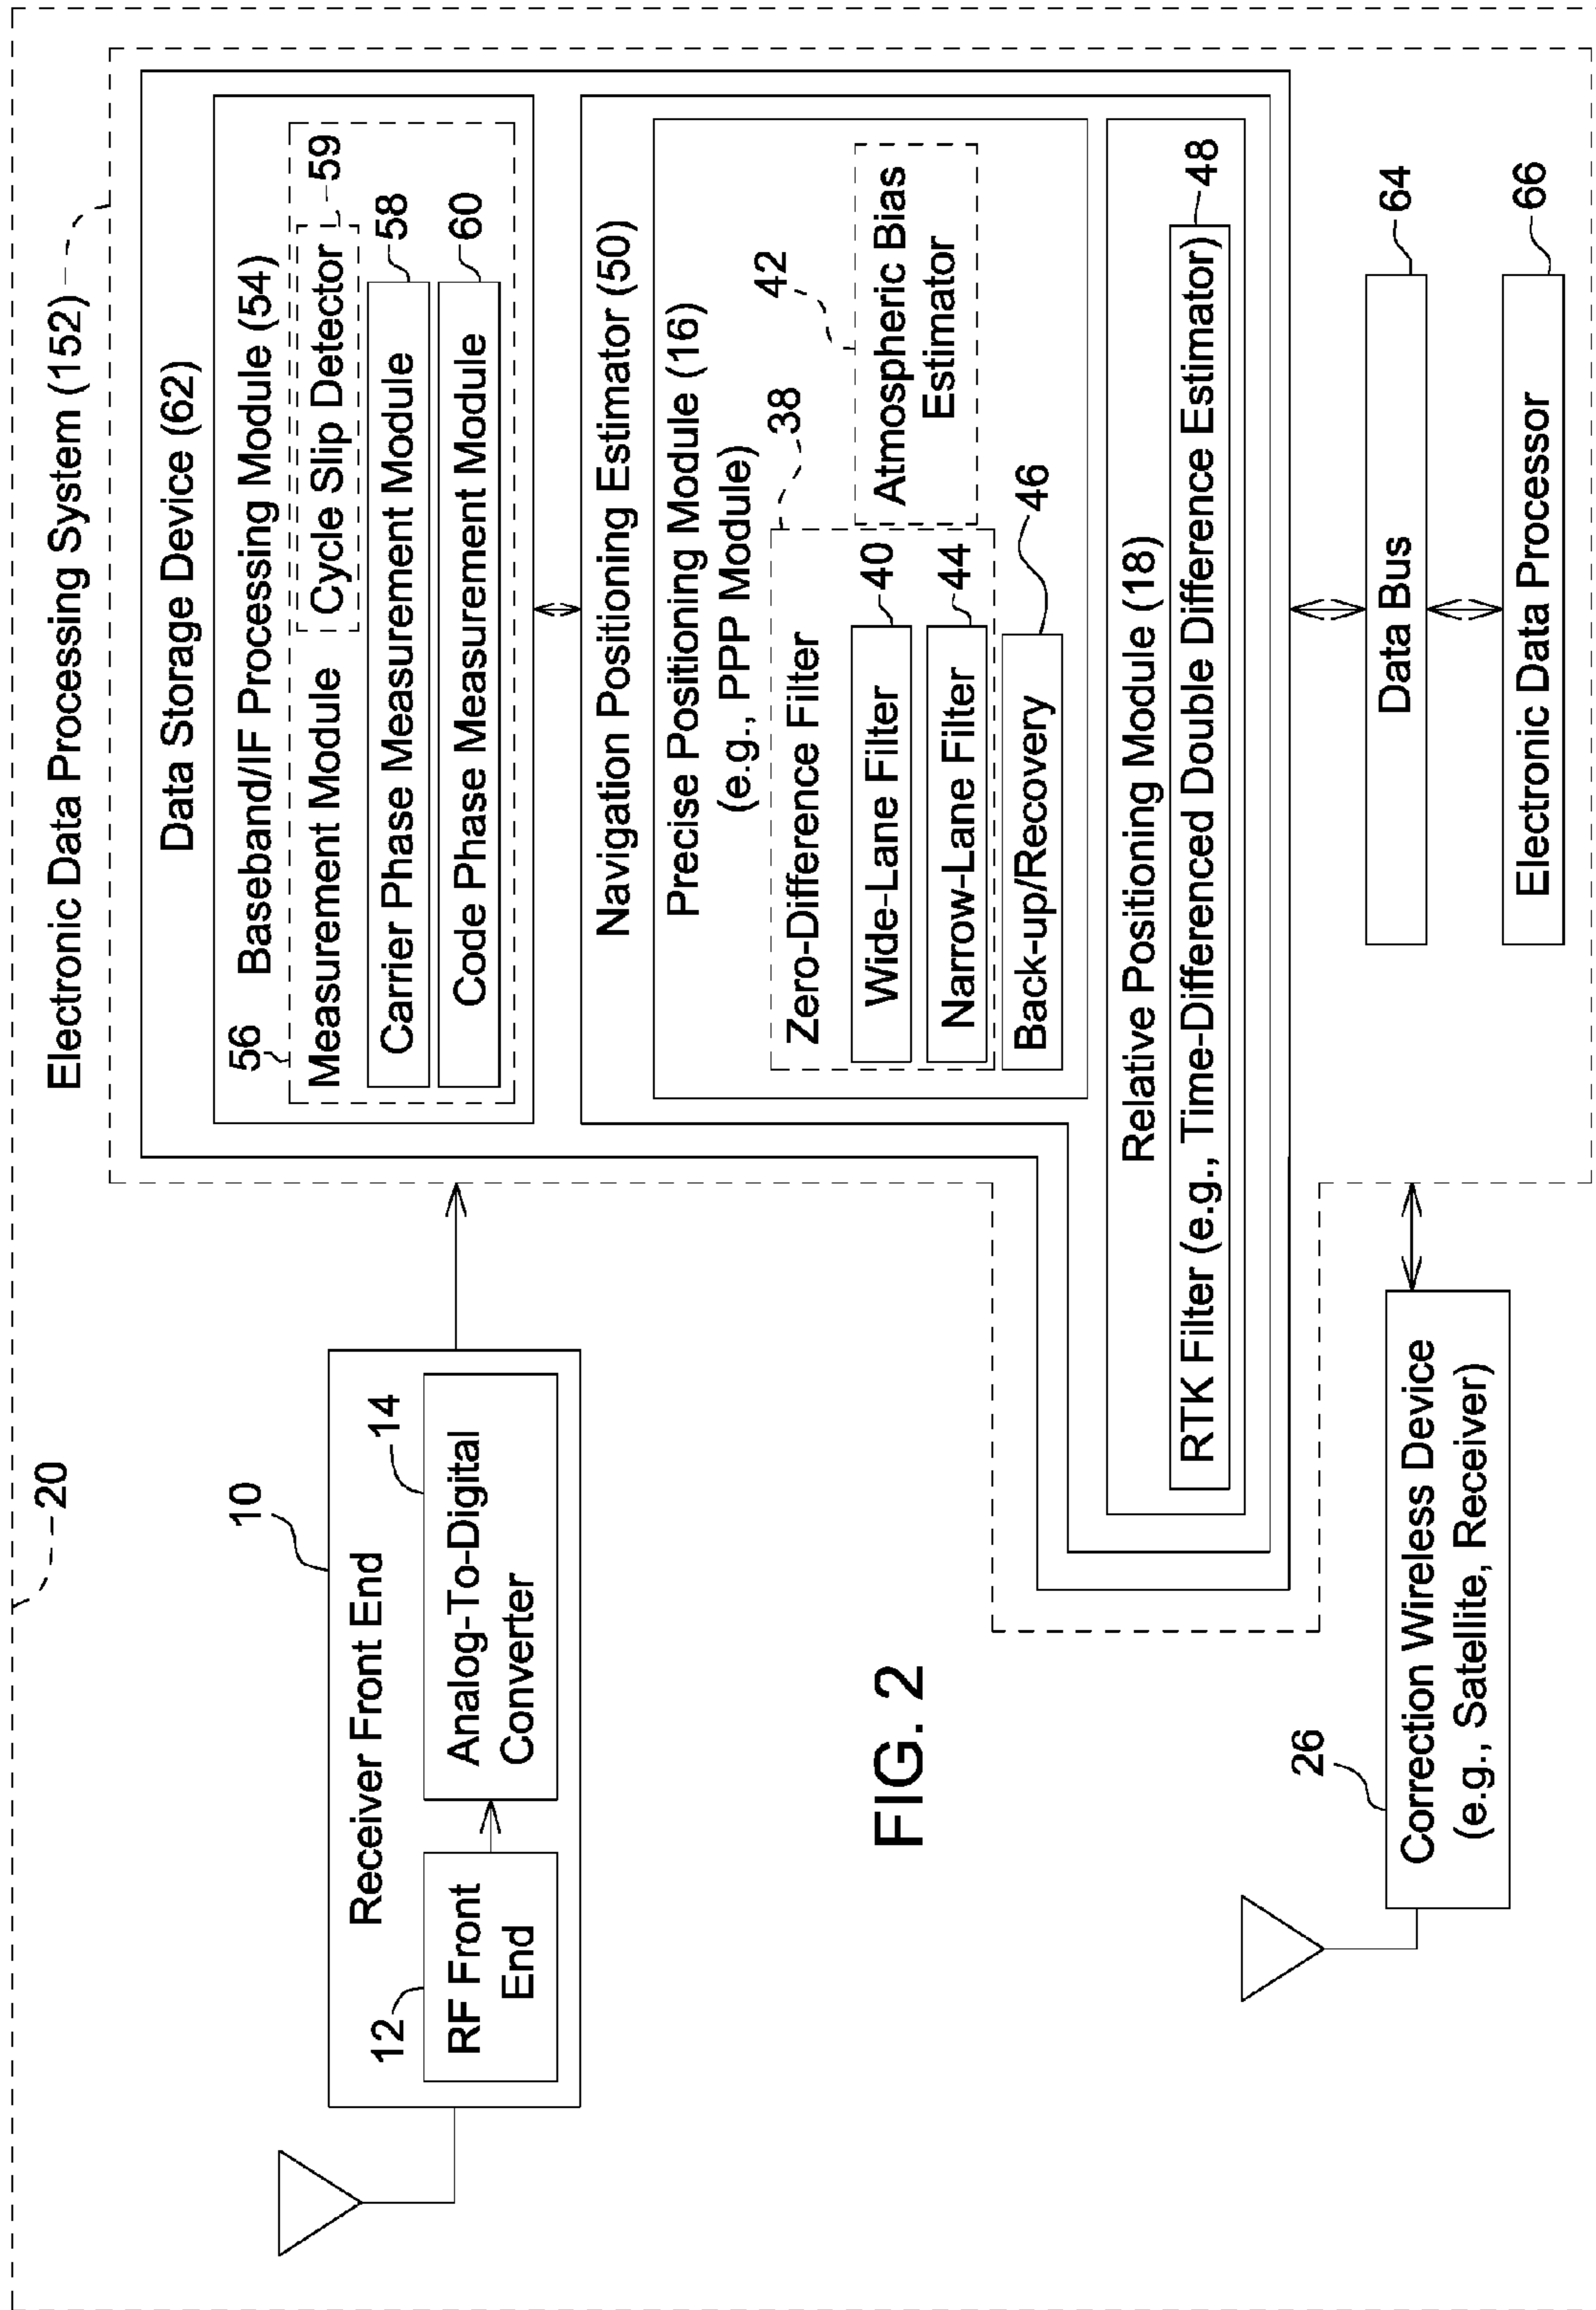 20
Electronic Data Processing System (152)
10
Receiver Front End
12
RF Front
End
14
Analog-To-Digital
Converter
Data Storage Device (62)
Baseband/IF Processing Module (54)
56
Measurement Module
Cycle Slip Detector
59
Carrier Phase Measurement Module
58
Code Phase Measurement Module
60
Navigation Positioning Estimator (50)
Precise Positioning Module (16)
(e.g., PPP Module)
38
42
Zero-Difference Filter
Atmospheric Bias
Estimator
Wide-Lane Filter
40
Narrow-Lane Filter
44
Back-up/Recovery
46
Relative Positioning Module (18)
RTK Filter (e.g., Time-Differenced Double Difference Estimator)
48
FIG. 2
26
Correction Wireless Device
(e.g., Satellite, Receiver)
Data Bus
64
Electronic Data Processor
66